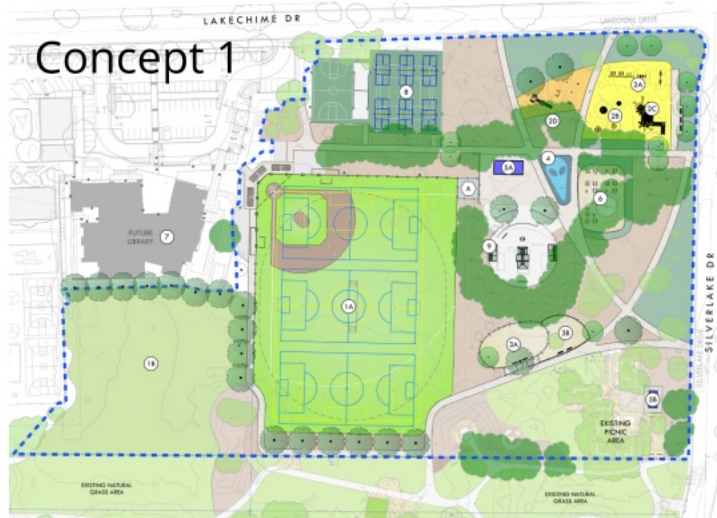 LAKECHIME DR
LAKECHIME DRIVE
Concept 1
8
2A
2B
2C
2D
4
5A
A
6
FUTURE
LIBRARY
7
9
SILVERLAKE DR
1A
3A
3B
1B
5B
EXISTING
PICNIC
AREA
EXISTING NATURAL
GRASS AREA
EXISTING NATURAL
GRASS AREA